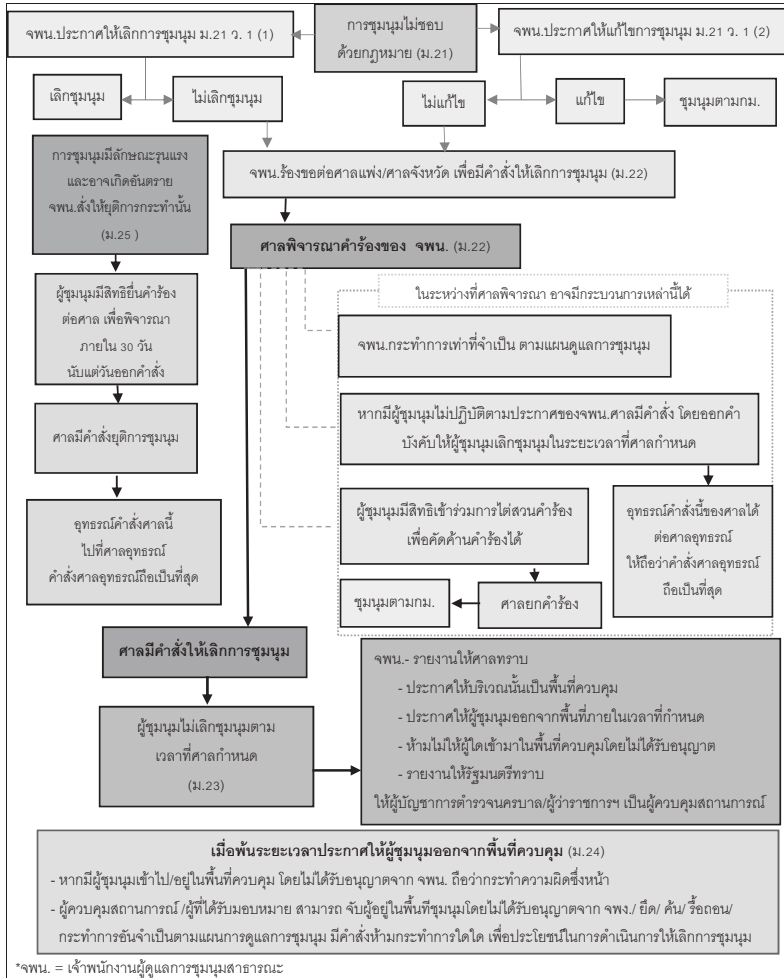 การชุมนุมไม่ชอบ
ด้วยกฎหมาย (ม.21)
จพน.ประกาศให้เลิกการชุมนุม ม.21 ว. 1 (1)
จพน.ประกาศให้แก้ไขการชุมนุม ม.21 ว. 1 (2)
เลิกชุมนุม
ไม่เลิกชุมนุม
ไม่แก้ไข
แก้ไข
ชุมนุมตามกม.
การชุมนุมมีลักษณะรุนแรง
และอาจเกิดอันตราย
จพน.สั่งให้ยุติการกระทำนั้น
(ม.25 )
จพน.ร้องขอต่อศาลแพ่ง/ศาลจังหวัด เพื่อมีคำสั่งให้เลิกการชุมนุม (ม.22)
ศาลพิจารณาคำร้องของ จพน. (ม.22)
ผู้ชุมนุมมีสิทธิยื่นคำร้อง
ต่อศาล เพื่อพิจารณา
ภายใน 30 วัน
นับแต่วันออกคำสั่ง
ในระหว่างที่ศาลพิจารณา อาจมีกระบวนการเหล่านี้ได้
จพน.กระทำการเท่าที่จำเป็น ตามแผนดูแลการชุมนุม
ศาลมีคำสั่งยุติการชุมนุม
หากมีผู้ชุมนุมไม่ปฏิบัติตามประกาศของจพน.ศาลมีคำสั่ง โดยออกคำ
บังคับให้ผู้ชุมนุมเลิกชุมนุมในระยะเวลาที่ศาลกำหนด
อุทธรณ์คำสั่งศาลนี้
ไปที่ศาลอุทธรณ์
คำสั่งศาลอุทธรณ์ถือเป็นที่สุด
ผู้ชุมนุมมีสิทธิเข้าร่วมการไต่สวนคำร้อง
เพื่อคัดค้านคำร้องได้
อุทธรณ์คำสั่งนี้ของศาลได้
ต่อศาลอุทธรณ์
ให้ถือว่าคำสั่งศาลอุทธรณ์
ถือเป็นที่สุด
ชุมนุมตามกม.
ศาลยกคำร้อง
ศาลมีคำสั่งให้เลิกการชุมนุม
ผู้ชุมนุมไม่เลิกชุมนุมตาม
เวลาที่ศาลกำหนด
(ม.23)
จพน.- รายงานให้ศาลทราบ
- ประกาศให้บริเวณนั้นเป็นพื้นที่ควบคุม
- ประกาศให้ผู้ชุมนุมออกจากพื้นที่ภายในเวลาที่กำหนด
- ห้ามไม่ให้ผู้ใดเข้ามาในพื้นที่ควบคุมโดยไม่ได้รับอนุญาต
- รายงานให้รัฐมนตรีทราบ
ให้ผู้บัญชาการตำรวจนครบาล/ผู้ว่าราชการฯ เป็นผู้ควบคุมสถานการณ์
เมื่อพ้นระยะเวลาประกาศให้ผู้ชุมนุมออกจากพื้นที่ควบคุม (ม.24)
- หากมีผู้ชุมนุมเข้าไป/อยู่ในพื้นที่ควบคุม โดยไม่ได้รับอนุญาตจาก จพน. ถือว่ากระทำความผิดซึ่งหน้า
- ผู้ควบคุมสถานการณ์ /ผู้ที่ได้รับมอบหมาย สามารถ จับผู้อยู่ในพื้นที่ชุมนุมโดยไม่ได้รับอนุญาตจาก จพง./ ยึด/ ค้น/ รื้อถอน/
กระทำการอันจำเป็นตามแผนการดูแลการชุมนุม มีคำสั่งห้ามกระทำการใดใด เพื่อประโยชน์ในการดำเนินการให้เลิกการชุมนุม
*จพน. = เจ้าพนักงานผู้ดูแลการชุมนุมสาธารณะ